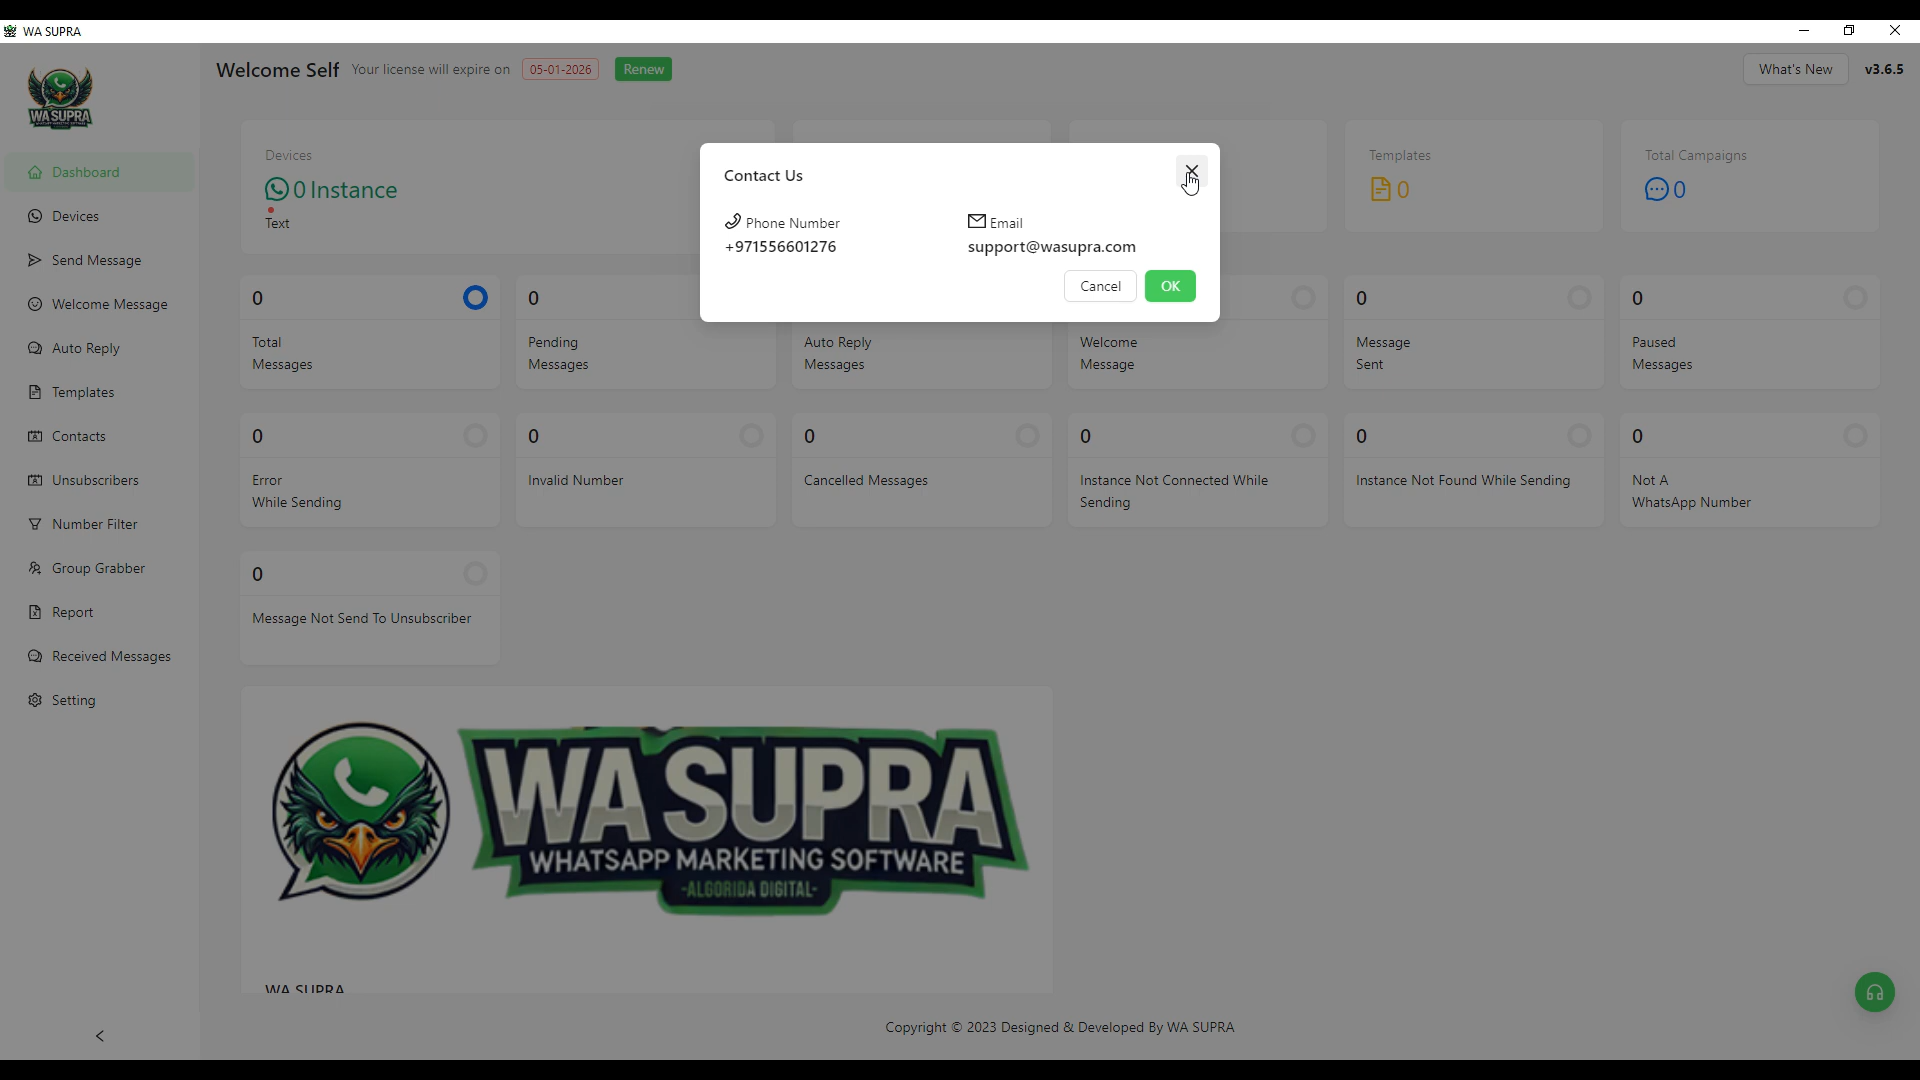 WA SUPRA
Welcome Self
Your license will expire on
05-01-2026
Renew
What's New
v3.6.5
WA SUPRA
Dashboard
Devices
Send Message
Welcome Message
Auto Reply
Templates
Contacts
Unsubscribers
Number Filter
Group Grabber
Report
Received Messages
Setting
Devices
0 Instance
Text
Templates
0
Total Campaigns
0
Contact Us
Phone Number
+971556601276
Email
support@wasupra.com
Cancel
OK
0
Total
Messages
0
Pending
Messages
Auto Reply
Messages
Welcome
Message
0
Message
Sent
0
Paused
Messages
0
Error
While Sending
0
Invalid Number
0
Cancelled Messages
0
Instance Not Connected While
Sending
0
Instance Not Found While Sending
0
Not A
WhatsApp Number
0
Message Not Send To Unsubscriber
WA SUPRA
WHATSAPP MARKETING SOFTWARE
-ALGORIDA DIGITAL-
WA SUPRA
Copyright © 2023 Designed & Developed By WA SUPRA